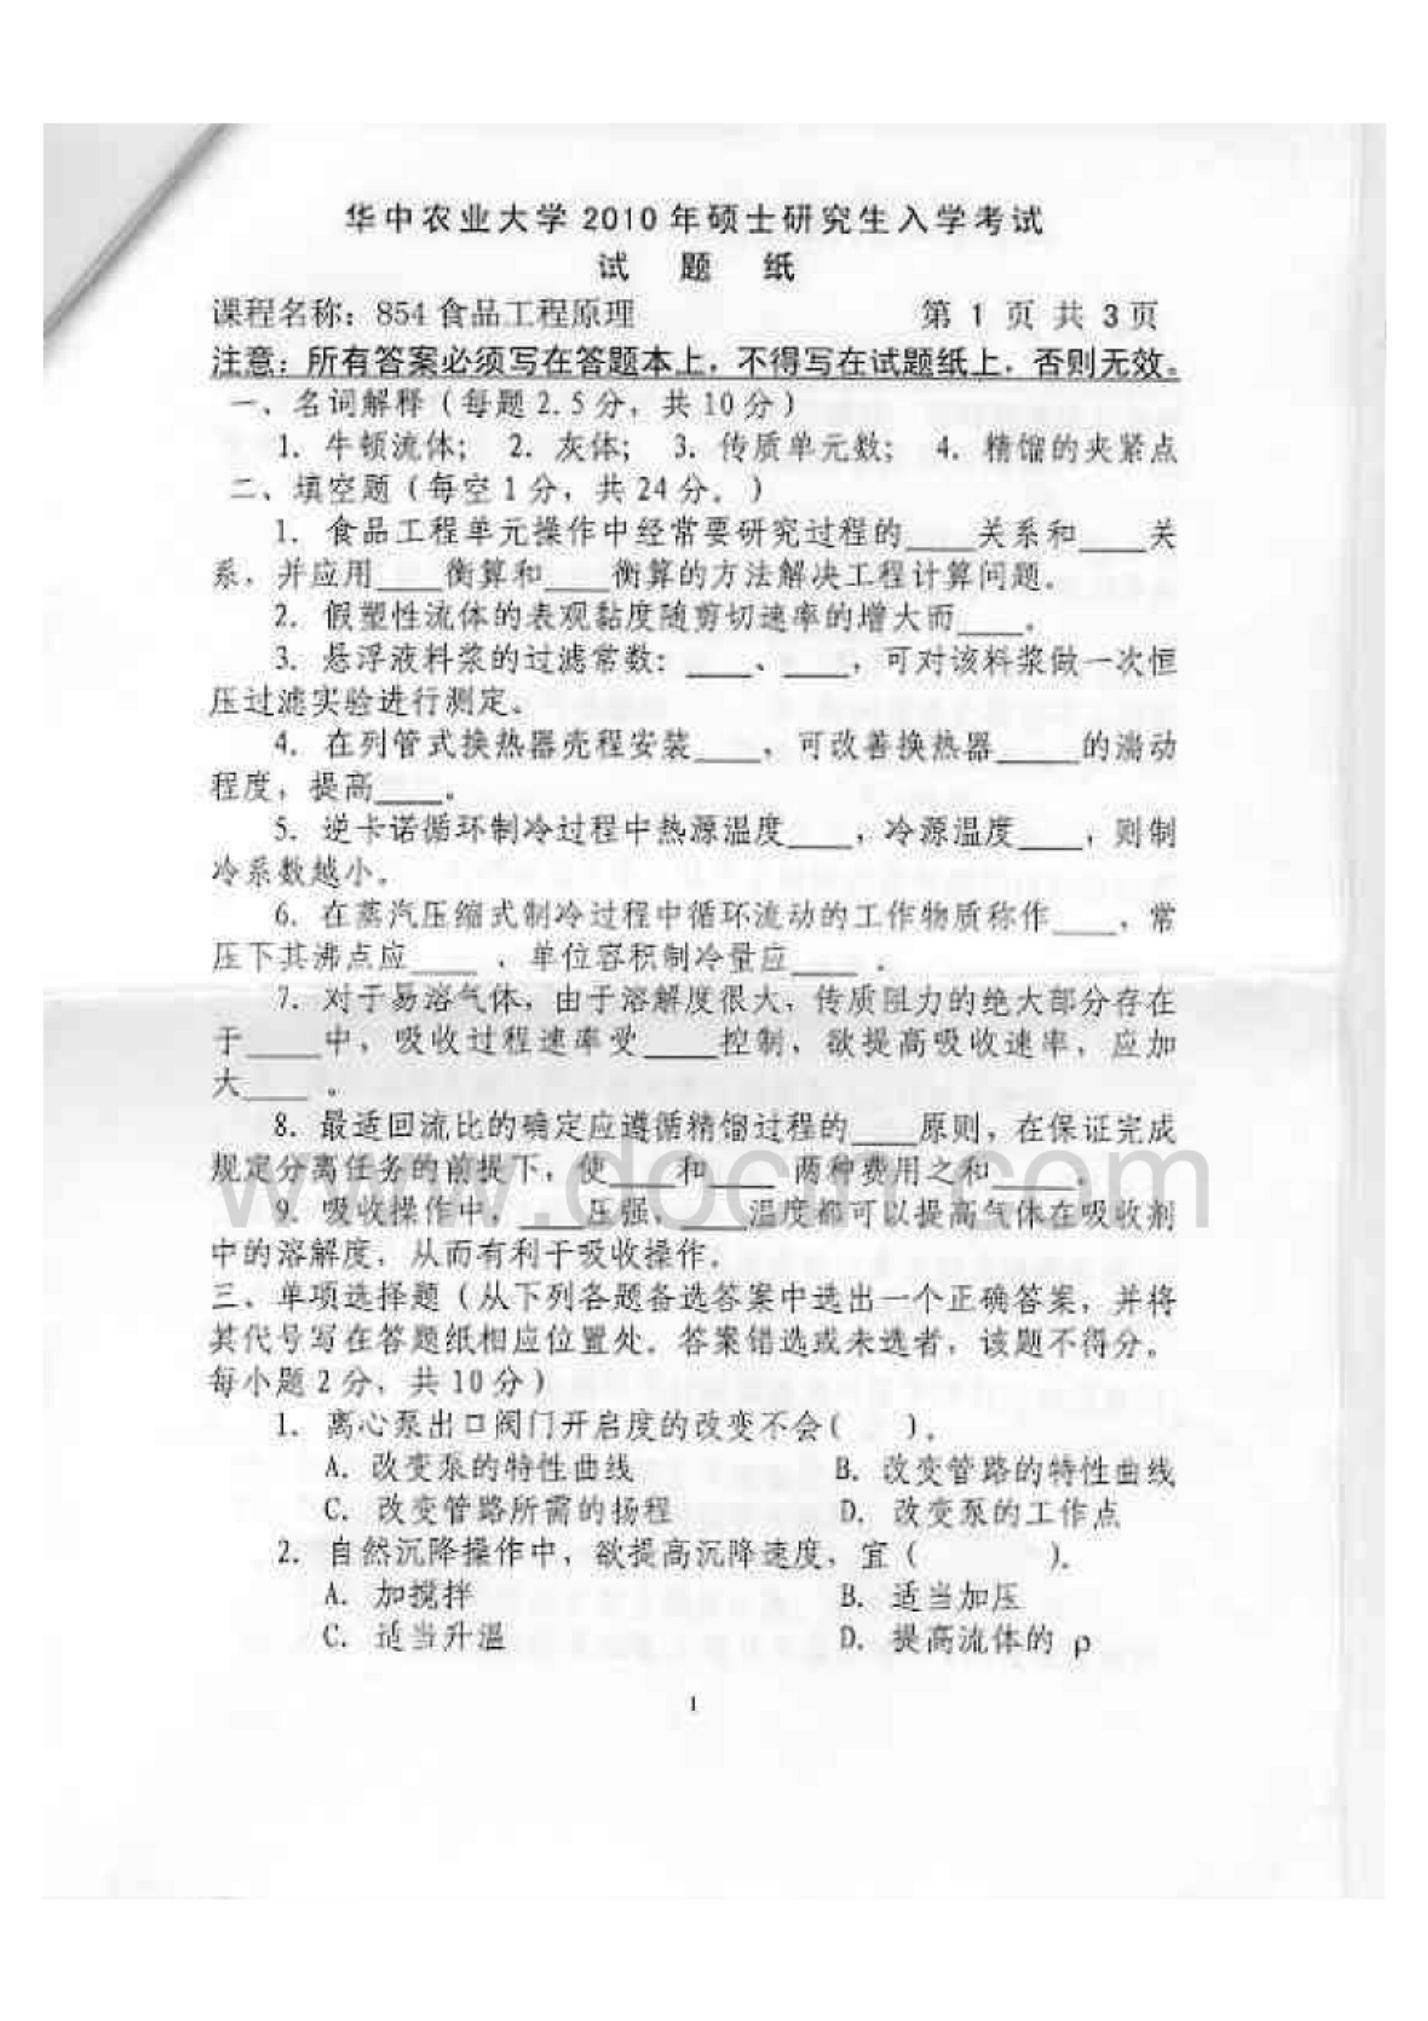 华中农业大学2010年硕士研究生入学考试
试 题 纸
课程名称：854食品工程原理 第 1 页 共 3 页
注意：所有答案必须写在答题本上，不得写在试题纸上，否则无效。
一、名词解释（每题2.5分，共10分）
1. 牛顿流体； 2. 灰体； 3. 传质单元数； 4. 精馏的夹紧点
二、填空题（每空1分，共24分。）
1. 食品工程单元操作中经常要研究过程的____关系和____关
系，并应用____衡算和____衡算的方法解决工程计算问题。
2. 假塑性流体的表观黏度随剪切速率的增大而____。
3. 悬浮液料浆的过滤常数：____、____，可对该料浆做一次恒
压过滤实验进行测定。
4. 在列管式换热器壳程安装____，可改善换热器_____的湍动
程度，提高____。
5. 逆卡诺循环制冷过程中热源温度____，冷源温度____，则制
冷系数越小。
6. 在蒸汽压缩式制冷过程中循环流动的工作物质称作____，常
压下其沸点应____ 、单位容积制冷量应____ 。
7. 对于易溶气体，由于溶解度很大，传质阻力的绝大部分存在
于____中，吸收过程速率受____控制，欲提高吸收速率，应加
大____ 。
8. 最适回流比的确定应遵循精馏过程的____原则，在保证完成
规定分离任务的前提下，使____和____ 两种费用之和_____。
9. 吸收操作中，____压强，____温度都可以提高气体在吸收剂
中的溶解度，从而有利于吸收操作。
三、单项选择题（从下列各题备选答案中选出一个正确答案，并将
其代号写在答题纸相应位置处。答案错选或未选者，该题不得分。
每小题2分，共10分）
1. 离心泵出口阀门开启度的改变不会( )。
A. 改变泵的特性曲线 B. 改变管路的特性曲线
C. 改变管路所需的扬程 D. 改变泵的工作点
2. 自然沉降操作中，欲提高沉降速度，宜（ ）。
A. 加搅拌 B. 适当加压
C. 适当升温 D. 提高流体的 ρ
1
www.docin.com